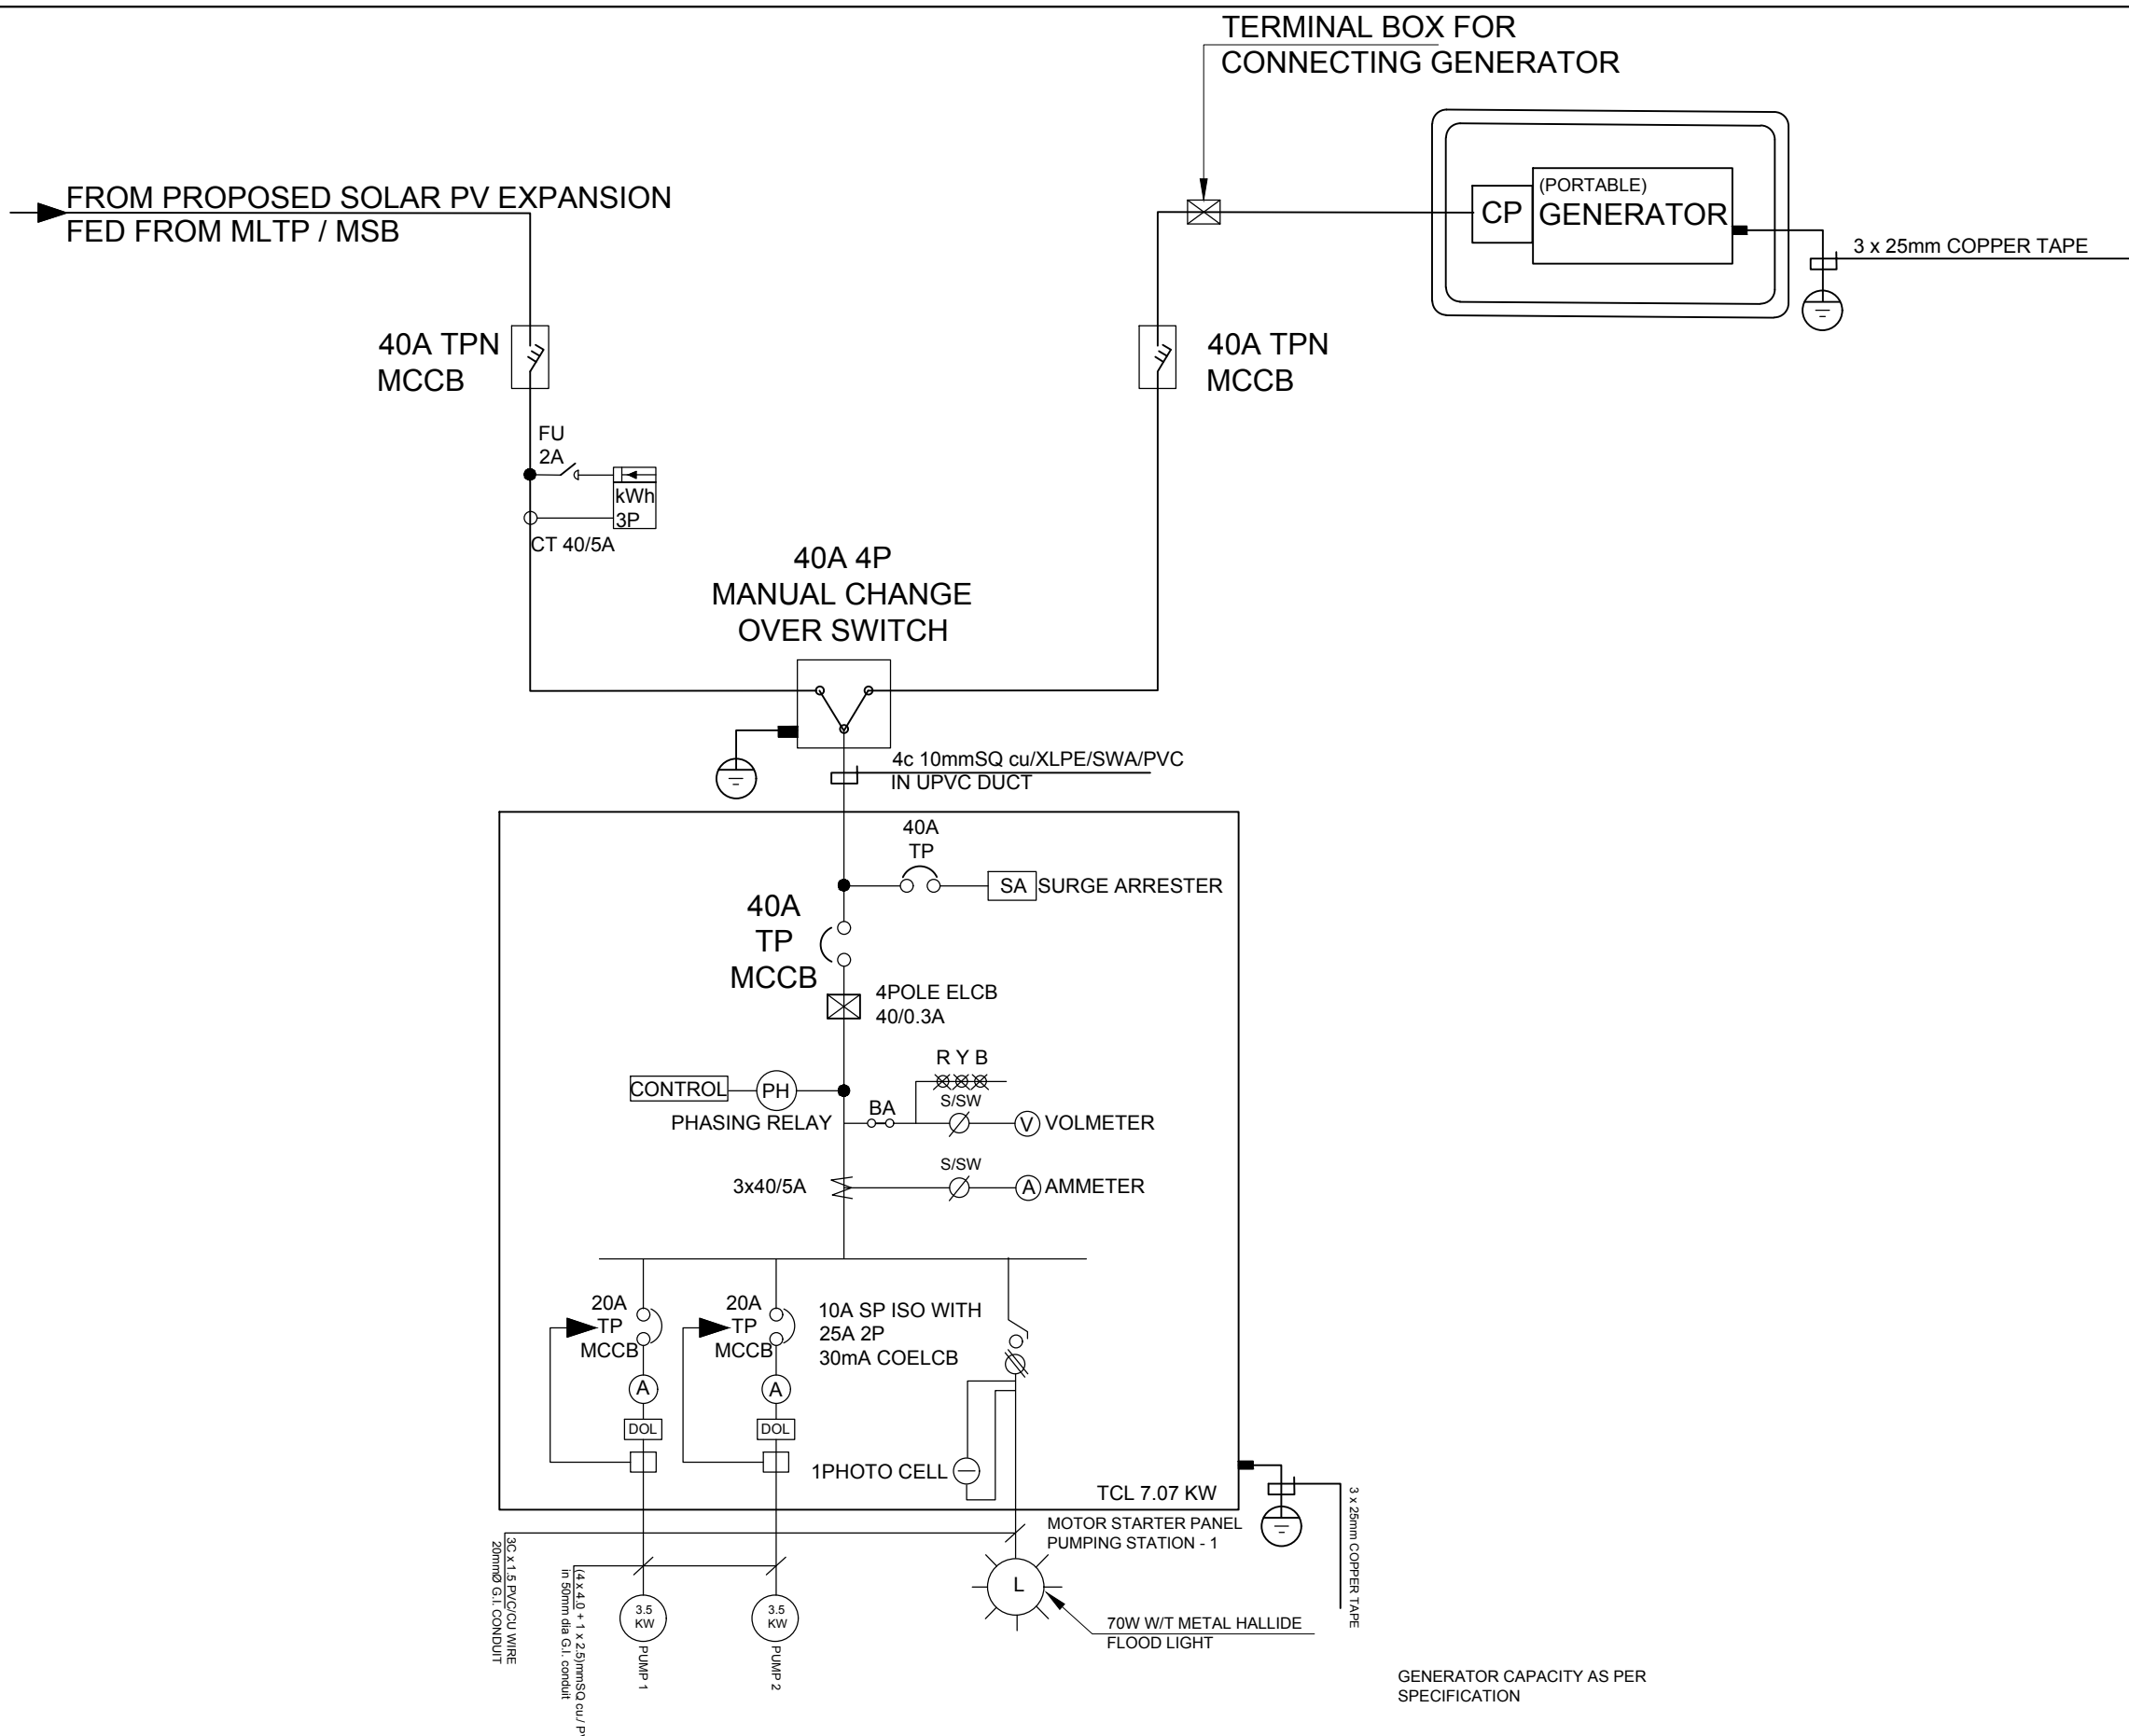 TERMINAL BOX FOR
CONNECTING GENERATOR
FROM PROPOSED SOLAR PV EXPANSION
FED FROM MLTP / MSB
(PORTABLE)
CP
GENERATOR
3 x 25mm COPPER TAPE
40A TPN
MCCB
40A TPN
MCCB
FU
2A
kWh
3P
CT 40/5A
40A 4P
MANUAL CHANGE
OVER SWITCH
4c 10mmSQ cu/XLPE/SWA/PVC
IN UPVC DUCT
40A
TP
SA
SURGE ARRESTER
40A
TP
MCCB
4POLE ELCB
40/0.3A
R Y B
CONTROL
PH
PHASING RELAY
BA
S/SW
V
VOLMETER
S/SW
3x40/5A
A
AMMETER
20A
TP
MCCB
20A
TP
MCCB
10A SP ISO WITH
25A 2P
30mA COELCB
A
A
DOL
DOL
1PHOTO CELL
TCL 7.07 KW
MOTOR STARTER PANEL
PUMPING STATION - 1
3 x 25mm COPPER TAPE
3C x 1.5 PVC/CU WIRE
20mmØ G.I. CONDUIT
(4 x 4.0 + 1 x 2.5)mmSQ cu./
in 50mm dia G.I. conduit
3.5
KW
PUMP 1
3.5
KW
PUMP 2
L
70W W/T METAL HALLIDE
FLOOD LIGHT
GENERATOR CAPACITY AS PER
SPECIFICATION